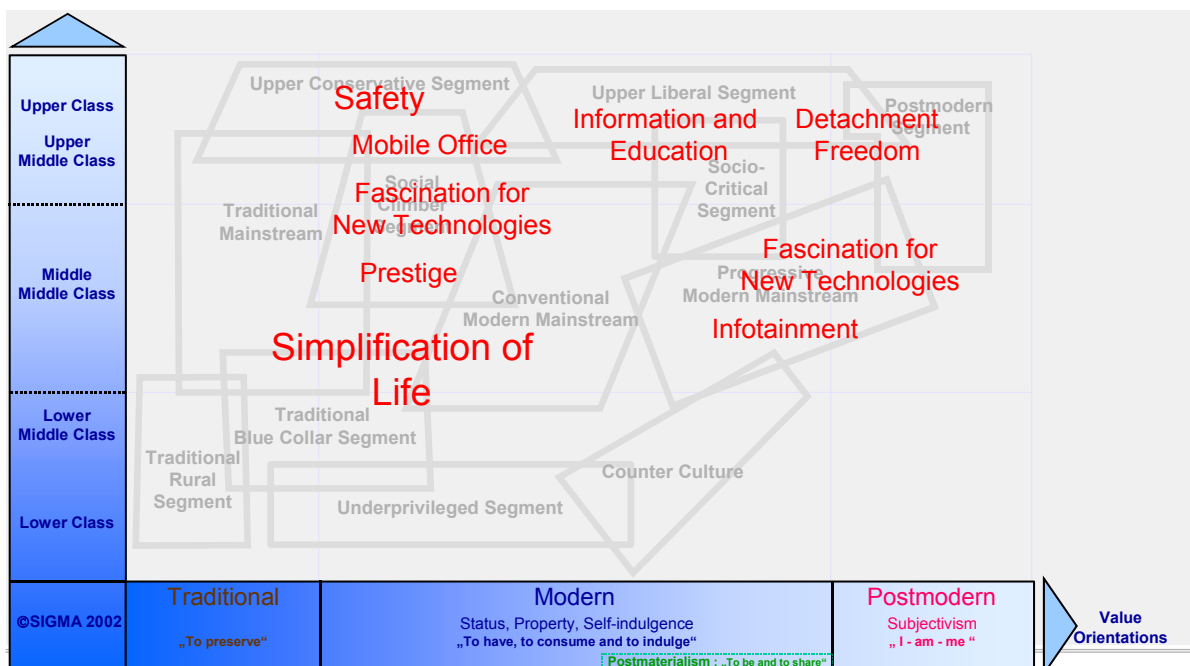 Upper Class
Upper
Middle Class
Middle
Middle Class
Lower
Middle Class
Lower Class
Upper Conservative Segment
Safety
Mobile Office
Social
Climber
Segment
Fascination for
New Technologies
Prestige
Traditional
Mainstream
Upper Liberal Segment
Information and
Education
Socio-
Critical
Segment
Detachment
Freedom
Postmodern
Segment
Fascination for
New Technologies
Progressive
Modern Mainstream
Infotainment
Conventional
Modern Mainstream
Simplification of
Life
Traditional
Blue Collar Segment
Traditional
Rural
Segment
Underprivileged Segment
Counter Culture
©SIGMA 2002
Traditional
„To preserve“
Modern
Status, Property, Self-indulgence
„To have, to consume and to indulge“
Postmaterialism : „To be and to share“
Postmodern
Subjectivism
„ I - am - me “
Value
Orientations